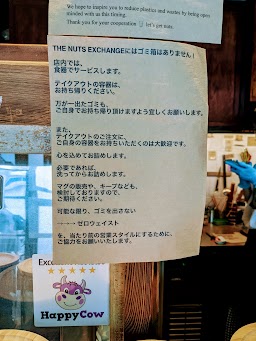 We hope to inspire you to reduce plastics and wastes by being open
minded with us this timing.
Thank you for your cooperation let's get nuts.
THE NUTS EXCHANGEにはゴミ箱はありません!
店内では、
食器でサービスします。
テイクアウトの容器は、
お持ち帰りください。
万が一出たゴミも、
ご自身でお持ち帰り頂けますよう宜しくお願いします。
また、
テイクアウトのご注文に、
ご自身の容器をお持ちいただくのは大歓迎です。
心を込めてお詰めします。
必要であれば、
洗ってからお詰めします。
マグの販売や、キープなども、
検討しておりますので、
ご期待ください。
可能な限り、ゴミを出さない
→→→ ゼロウェイスト
を、当たり前の営業スタイルにするために、
ご協力をお願いいたします。
HappyCow